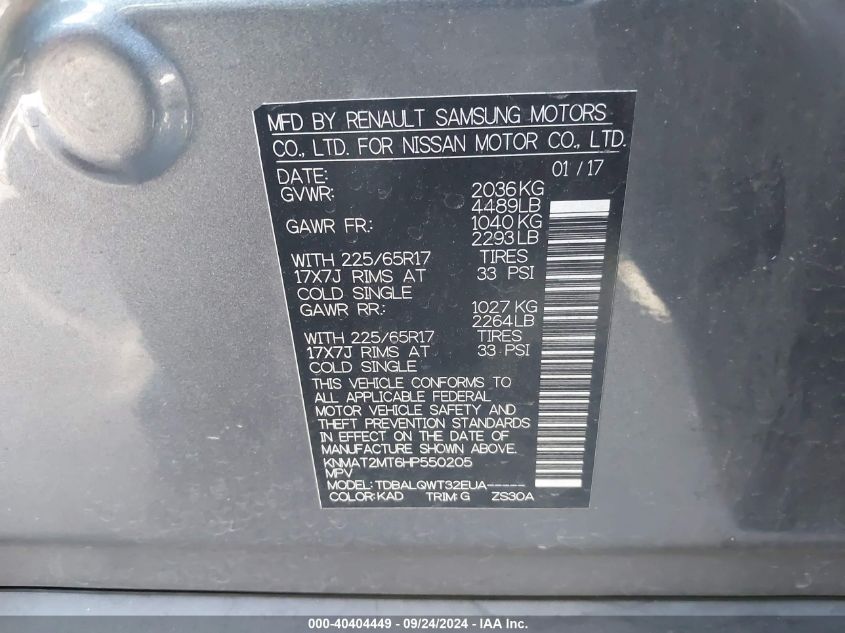 MFD BY RENAULT SAMSUNG MOTORS
CO., LTD. FOR NISSAN MOTOR CO., LTD.
DATE: 01 / 17
GVWR: 2036KG
4489LB
GAWR FR.: 1040 KG
2293LB
WITH 225/65R17 TIRES
17X7J RIMS AT 33 PSI
COLD SINGLE
GAWR RR.: 1027 KG
2264LB
WITH 225/65R17 TIRES
17X7J RIMS AT 33 PSI
COLD SINGLE
THIS VEHICLE CONFORMS TO
ALL APPLICABLE FEDERAL
MOTOR VEHICLE SAFETY AND
THEFT PREVENTION STANDARDS
IN EFFECT ON THE DATE OF
MANUFACTURE SHOWN ABOVE.
KNMAT2MT6HP550205
MPV
MODEL: TDBALQWT32EUA-----
COLOR:KAD TRIM:G ZS30A
000-40404449 - 09/24/2024 - IAA Inc.